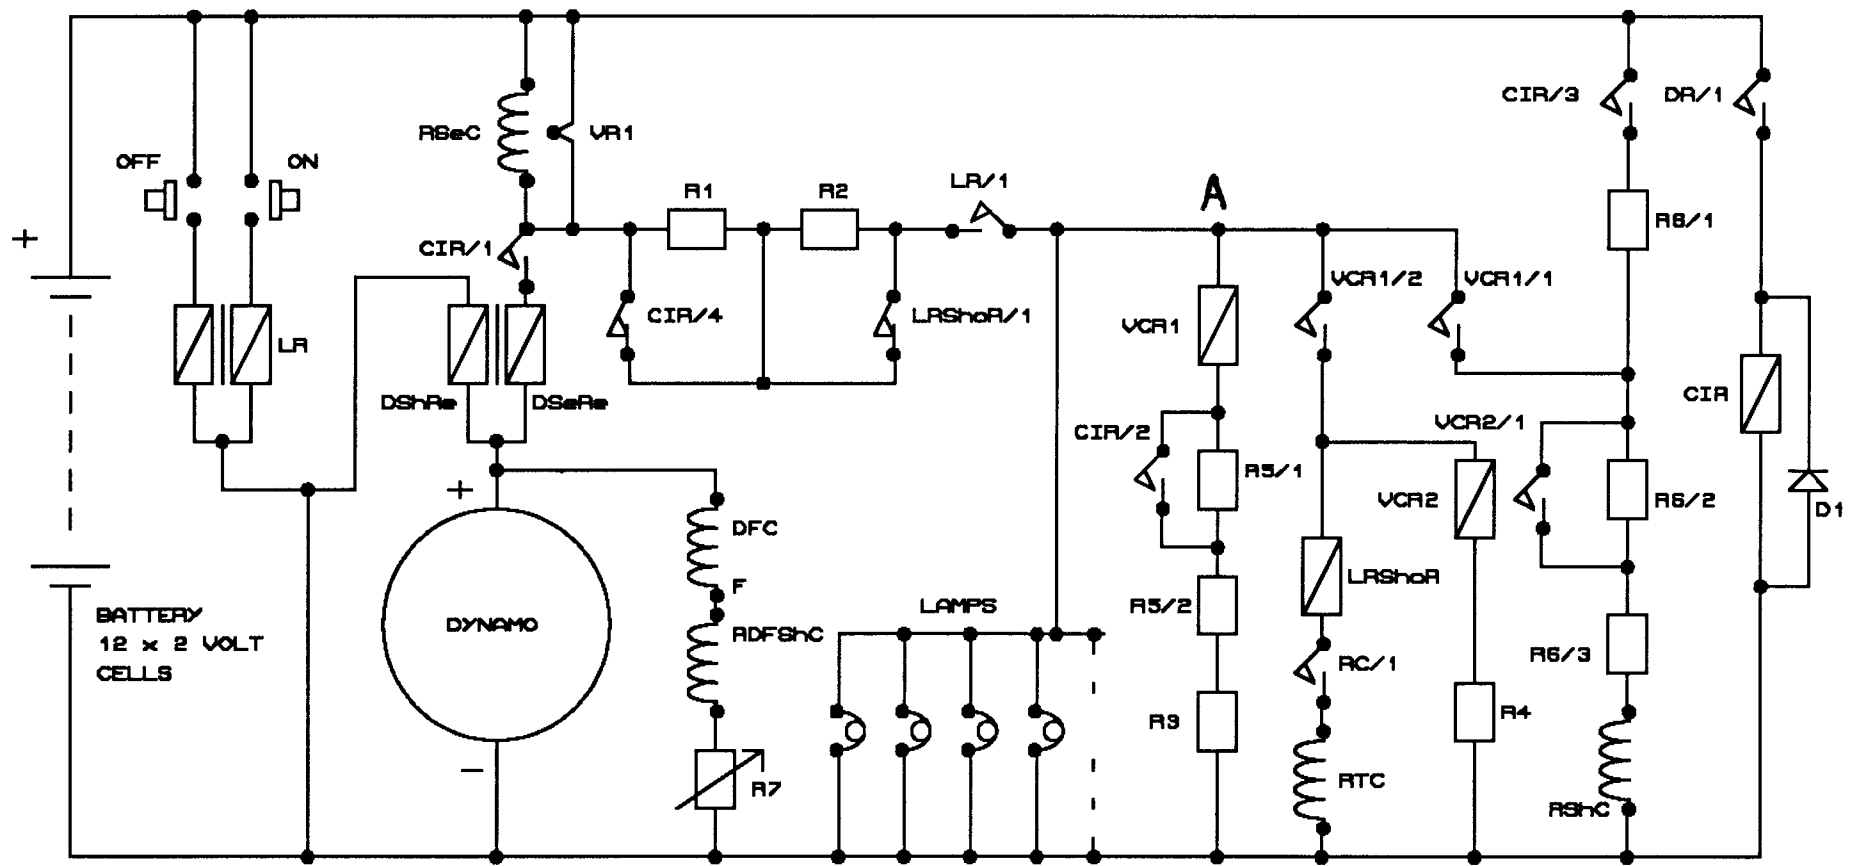 CIR/3
DR/1
RSeC
VR1
OFF
ON
LR/1
A
R1
R2
R6/1
+
CIR/1
VCR1/2
VCR1/1
CIR/4
LRShoR/1
VCR1
LR
DShRe
DSeRe
CIR
CIR/2
VCR2/1
R5/1
+
VCR2
R6/2
D1
DFC
F
LRShoR
BATTERY
12 x 2 VOLT
CELLS
DYNAMO
RDFShC
LAMPS
R5/2
RC/1
R6/3
R3
R4
-
R7
RTC
RShC